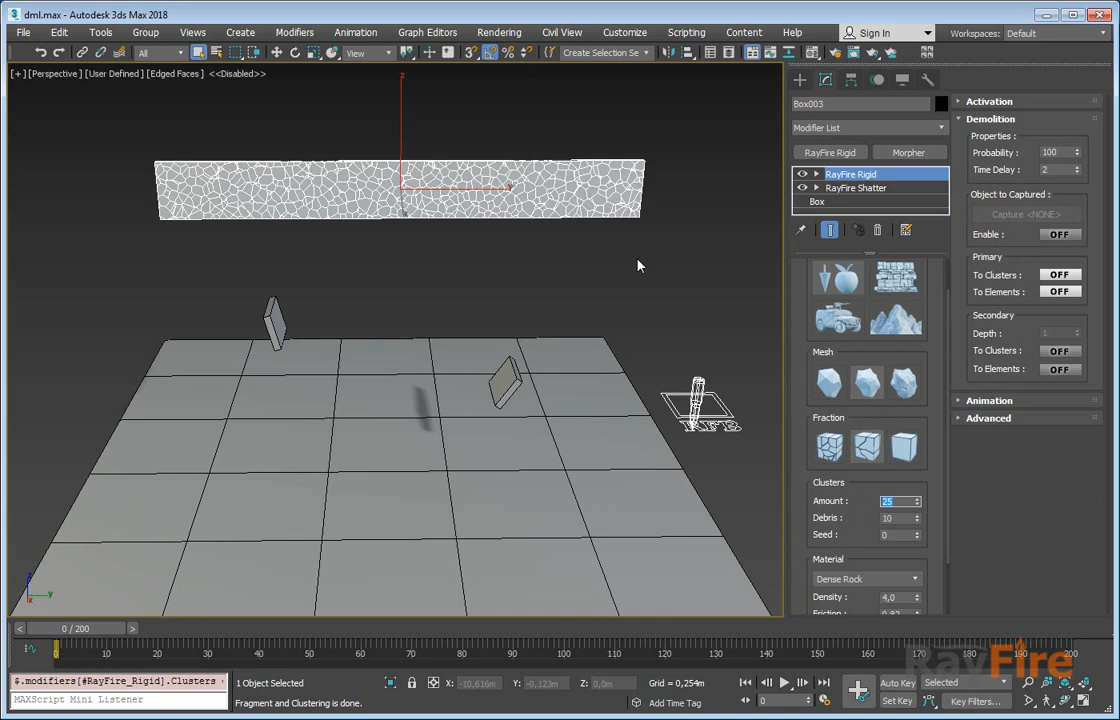 dml.max - Autodesk 3ds Max 2018
File Edit Tools Group Views Create Modifiers Animation Graph Editors Rendering Civil View Customize Scripting Content Help Sign In Workspaces: Default
All View Create Selection Se
[+] [Perspective] [User Defined] [Edged Faces] <<Disabled>>
z
y
Box003
Modifier List
RayFire Rigid Morpher
RayFire Rigid
RayFire Shatter
Box
Mesh
Fraction
Clusters
Amount : 25
Debris : 10
Seed : 0
Material
Dense Rock
Density : 4,0
Activation
Demolition
Properties :
Probability : 100
Time Delay : 2
Object to Captured :
Capture <NONE>
Enable : OFF
Primary
To Clusters : OFF
To Elements : OFF
Secondary
Depth : 1
To Clusters : OFF
To Elements : OFF
Animation
Advanced
z
y
x
< 0 / 200 >
0 10 20 30 40 50 60 70 80 90 100 110 120 130 140 150 160 170 180 190 200
RayFire
$.modifiers[#RayFire_Rigid].Clusters
MAXScript Mini Listener
1 Object Selected
Fragment and Clustering is done.
X: -10,616m Y: -0,123m Z: 0,0m Grid = 0,254m
Add Time Tag
0
Auto Key Selected
Set Key Key Filters...